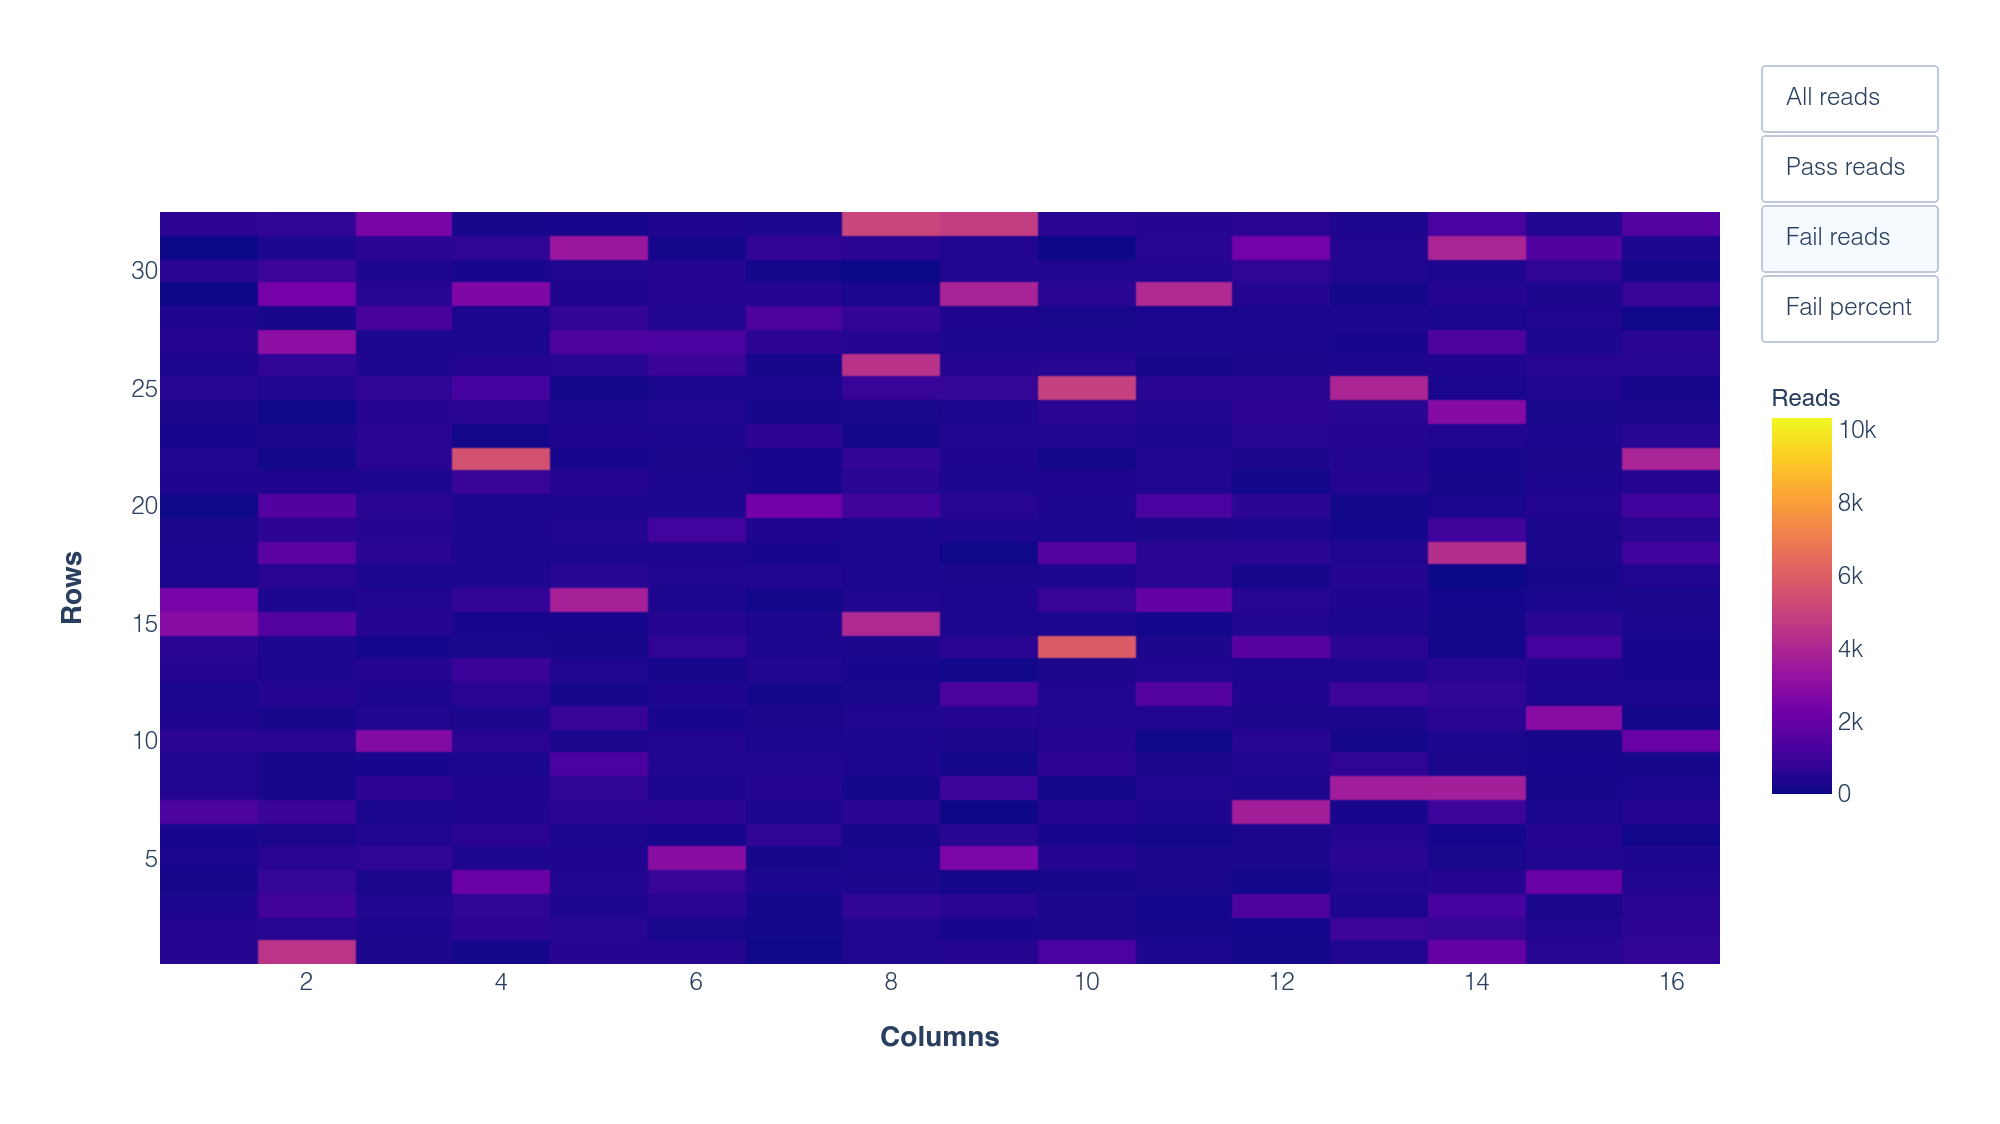 All reads
Pass reads
Fail reads
Fail percent
Reads
10k
8k
6k
4k
2k
0
Rows
30
25
20
15
10
5
2 4 6 8 10 12 14 16
Columns